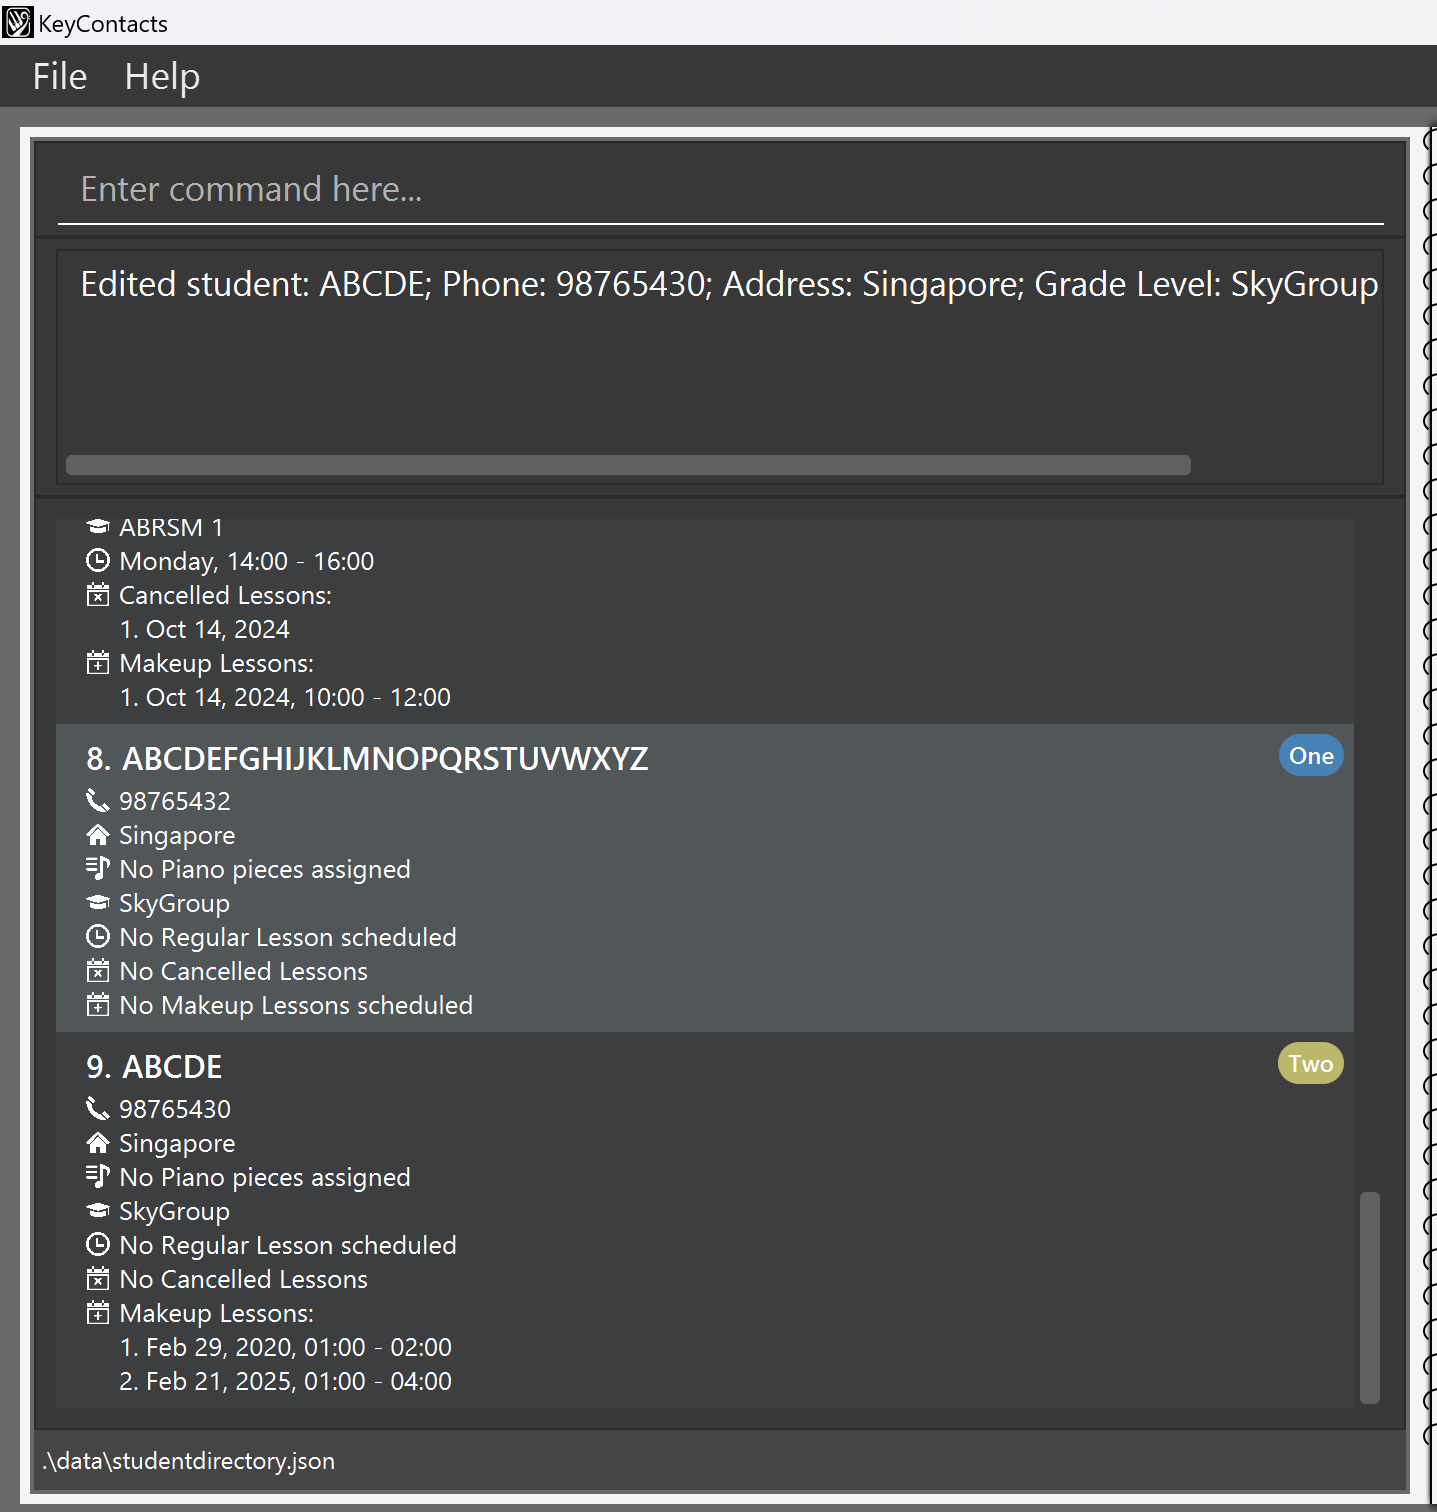 KeyContacts
File Help
Enter command here...
Edited student: ABCDE; Phone: 98765430; Address: Singapore; Grade Level: SkyGroup
ABRSM 1
Monday, 14:00 - 16:00
Cancelled Lessons:
1. Oct 14, 2024
Makeup Lessons:
1. Oct 14, 2024, 10:00 - 12:00
8. ABCDEFGHIJKLMNOPQRSTUVWXYZ One
98765432
Singapore
No Piano pieces assigned
SkyGroup
No Regular Lesson scheduled
No Cancelled Lessons
No Makeup Lessons scheduled
9. ABCDE Two
98765430
Singapore
No Piano pieces assigned
SkyGroup
No Regular Lesson scheduled
No Cancelled Lessons
Makeup Lessons:
1. Feb 29, 2020, 01:00 - 02:00
2. Feb 21, 2025, 01:00 - 04:00
.\data\studentdirectory.json